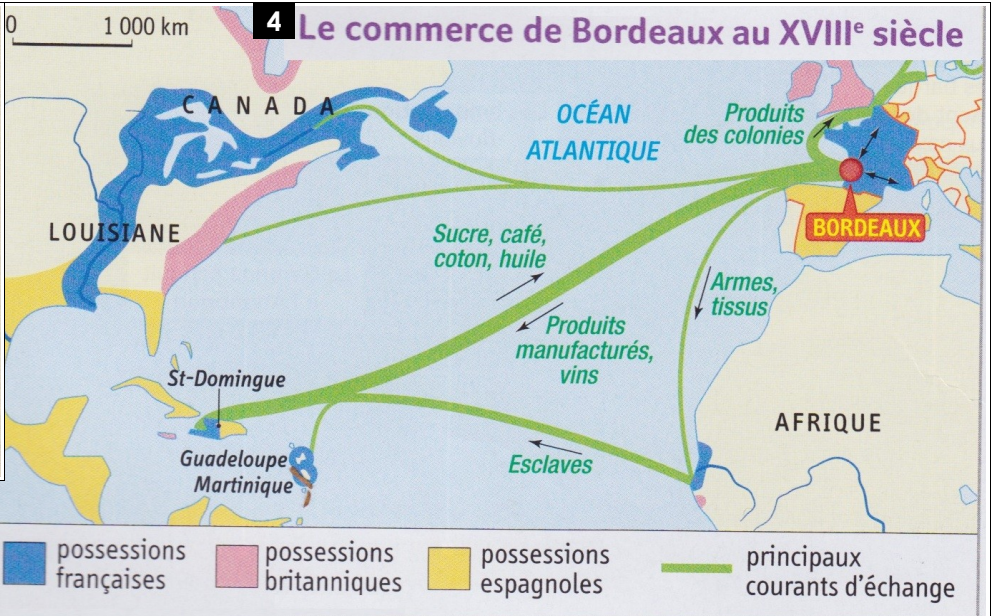 4 Le commerce de Bordeaux au XVIIIe siècle
0 1 000 km
CANADA
OCÉAN
ATLANTIQUE
Produits
des colonies
LOUISIANE
BORDEAUX
Sucre, café,
coton, huile
Armes,
tissus
Produits
manufacturés,
vins
St-Domingue
AFRIQUE
Guadeloupe
Martinique
Esclaves
possessions
françaises
possessions
britanniques
possessions
espagnoles
principaux
courants d'échange